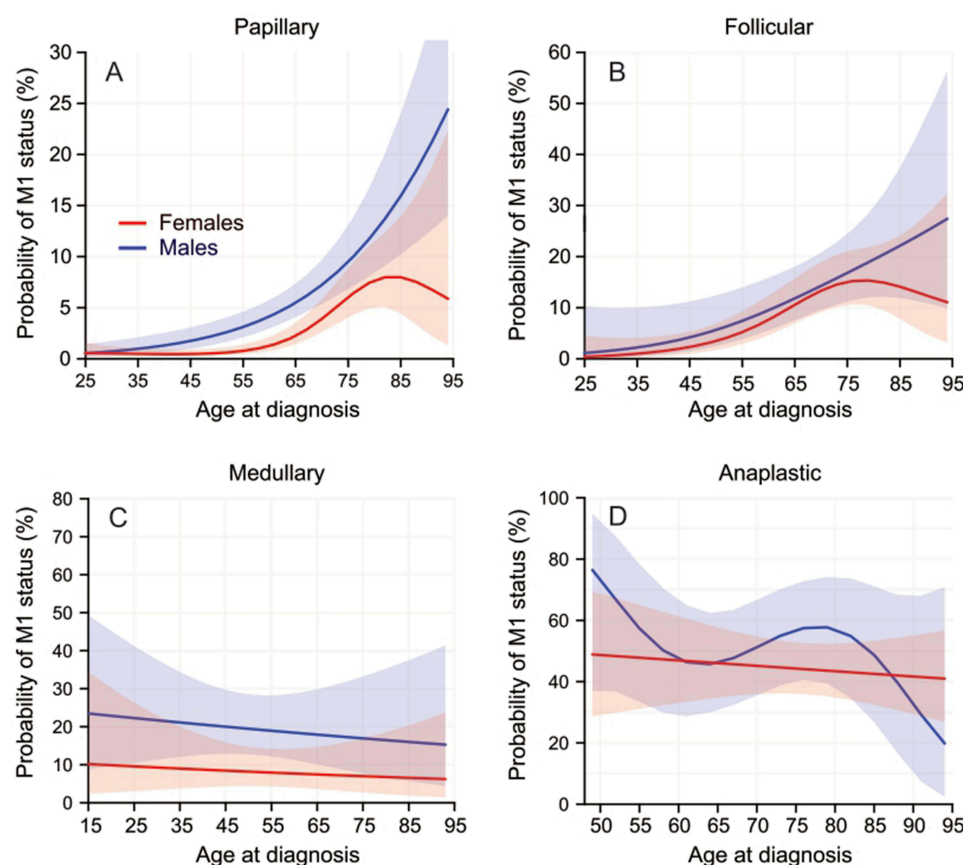 Papillary
A
Probability of M1 status (%)
30
25
20
15
10
5
0
Females
Males
25 35 45 55 65 75 85 95
Age at diagnosis
Follicular
B
Probability of M1 status (%)
60
50
40
30
20
10
0
25 35 45 55 65 75 85 95
Age at diagnosis
Medullary
C
Probability of M1 status (%)
80
70
60
50
40
30
20
10
0
15 25 35 45 55 65 75 85 95
Age at diagnosis
Anaplastic
D
Probability of M1 status (%)
100
80
60
40
20
0
50 55 60 65 70 75 80 85 90 95
Age at diagnosis